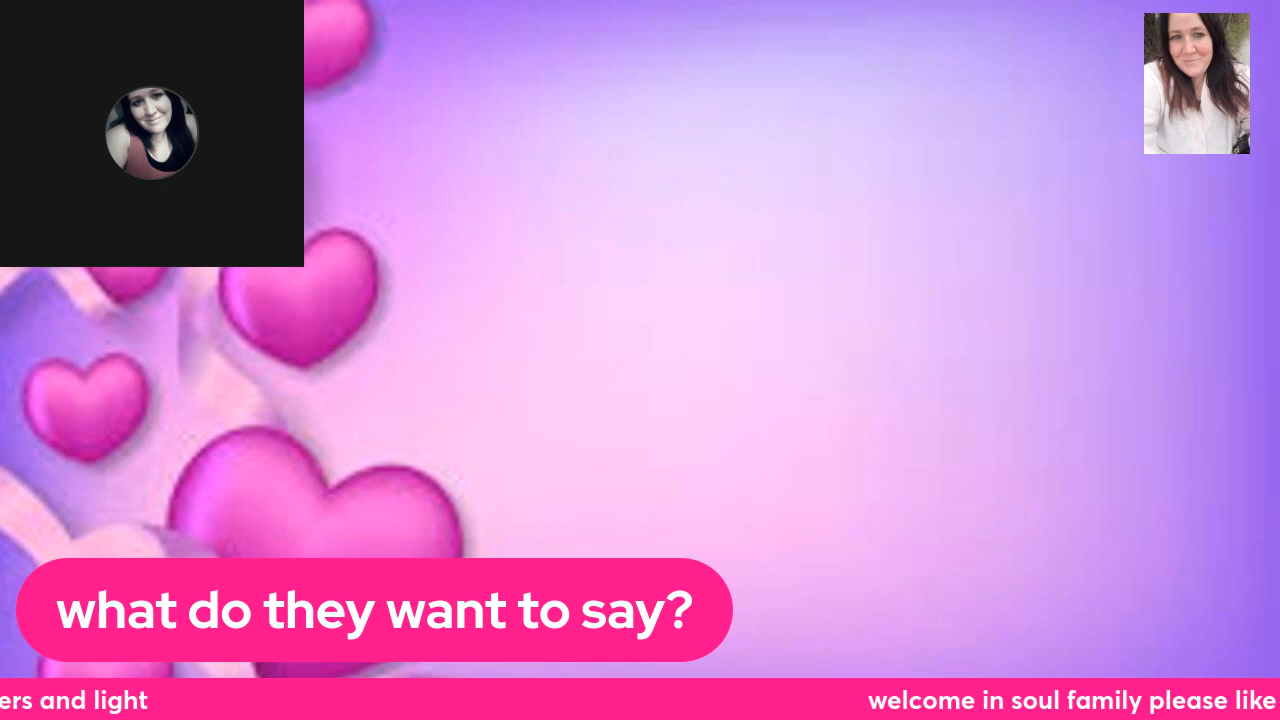 what do they want to say?
ers and light welcome in soul family please like